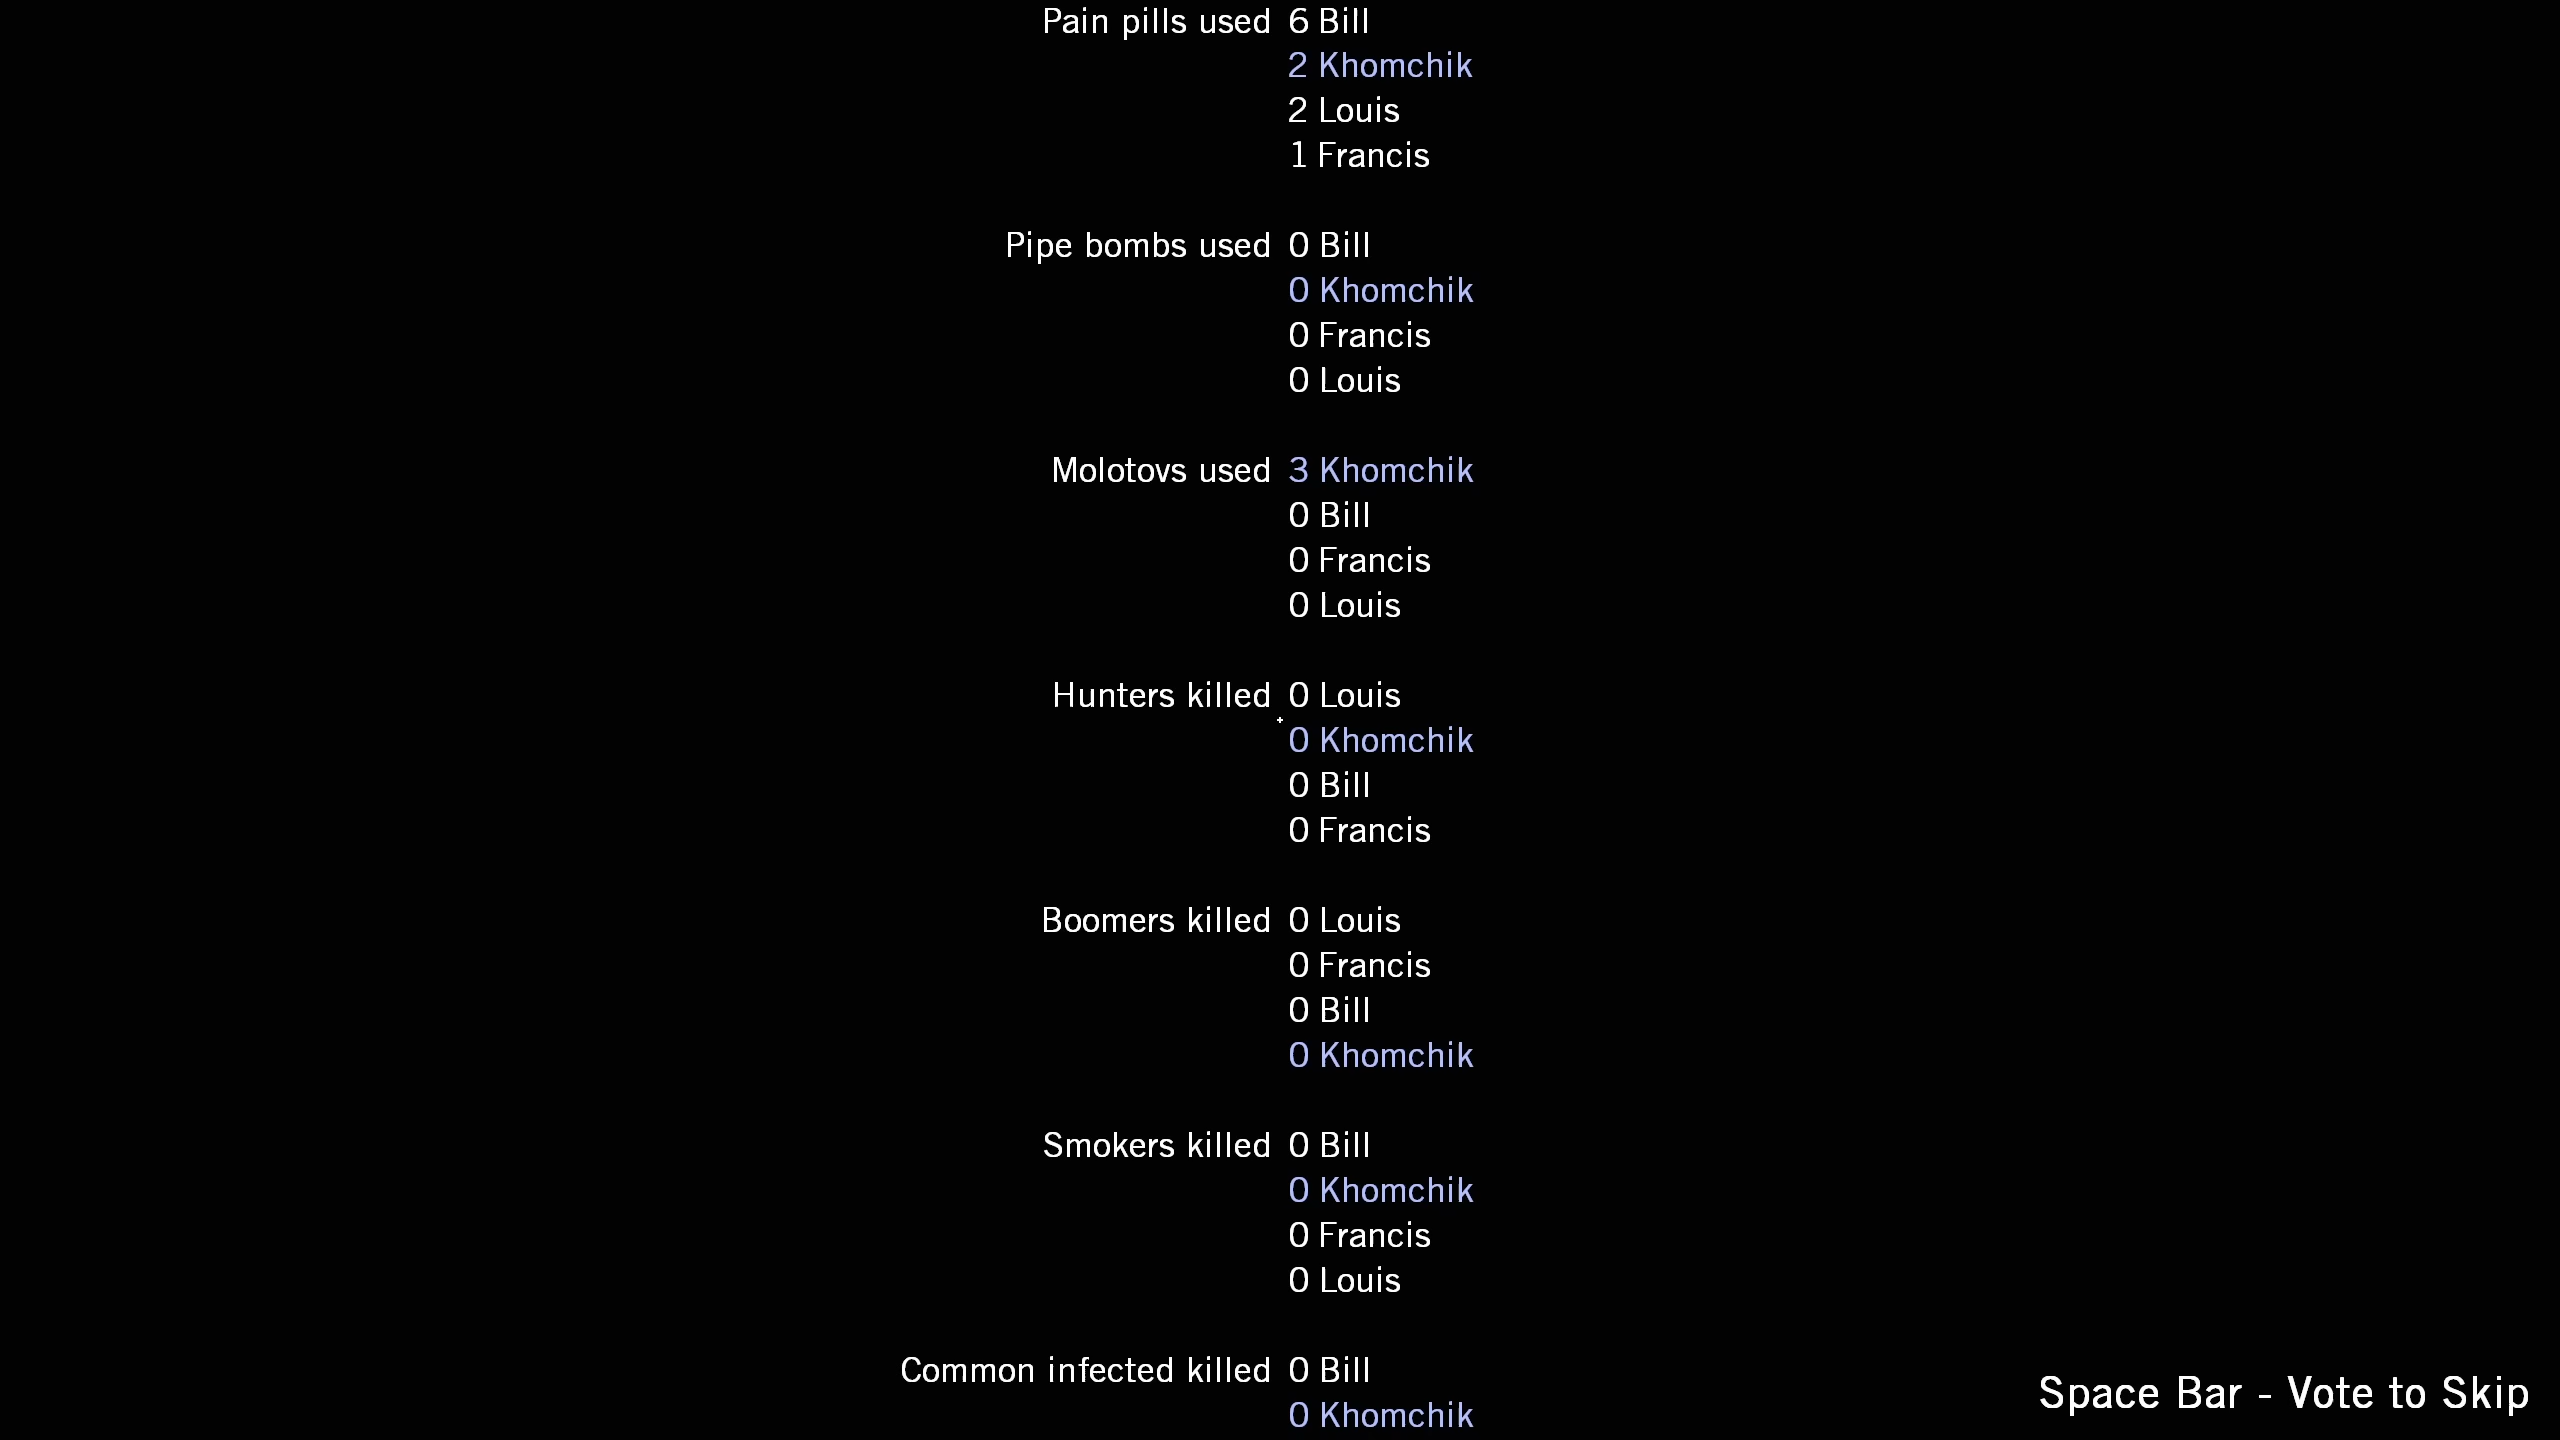 Pain pills used 6 Bill
2 Khomchik
2 Louis
1 Francis
Pipe bombs used 0 Bill
0 Khomchik
0 Francis
0 Louis
Molotovs used 3 Khomchik
0 Bill
0 Francis
0 Louis
Hunters killed 0 Louis
0 Khomchik
0 Bill
0 Francis
Boomers killed 0 Louis
0 Francis
0 Bill
0 Khomchik
Smokers killed 0 Bill
0 Khomchik
0 Francis
0 Louis
Common infected killed 0 Bill
0 Khomchik
Space Bar - Vote to Skip